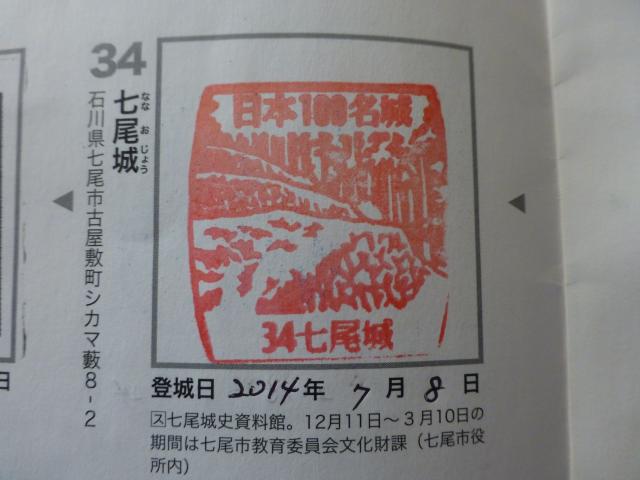 34
七尾城
なな お じょう
石川県七尾市古屋敷町シカマ藪8-2
日本100名城
34七尾城
登城日 2014年 7月 8日
ス七尾城史資料館。12月11日～3月10日の
期間は七尾市教育委員会文化財課（七尾市役
所内）
日